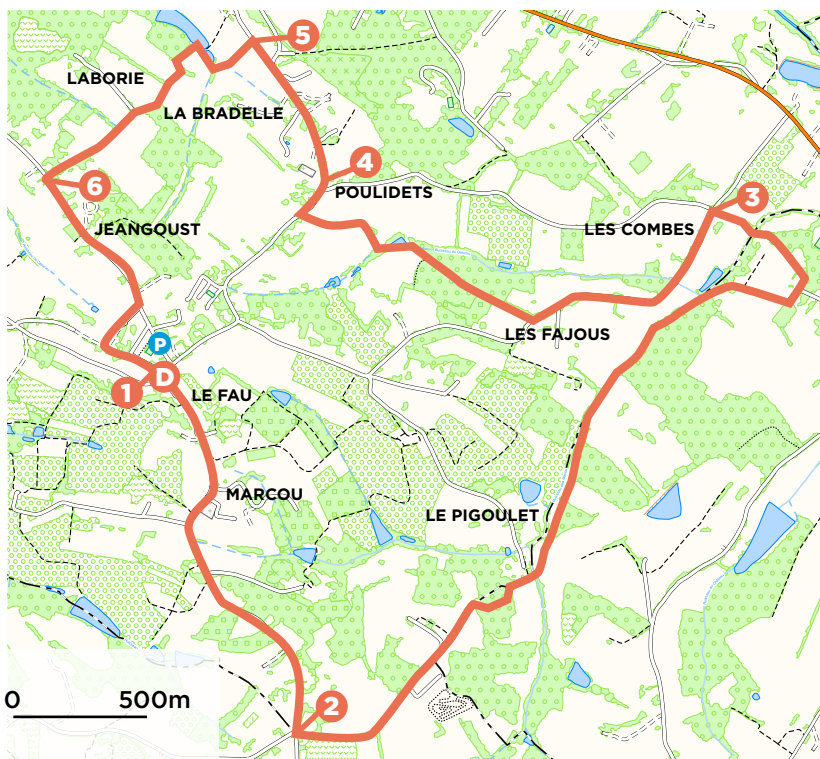 5
LABORIE
LA BRADELLE
4
6
POULIDETS
3
JEANGOUST
LES COMBES
LES FAJOUS
P
D
1
LE FAU
MARCOU
LE PIGOULET
2
0 500m